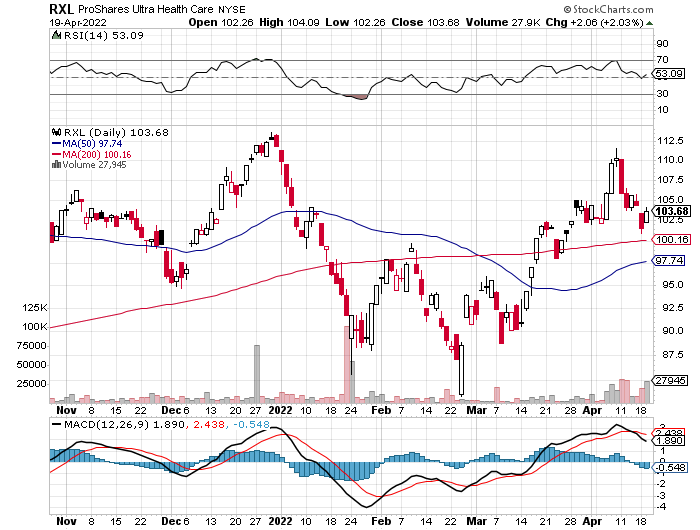 RXL ProShares Ultra Health Care NYSE © StockCharts.com
19-Apr-2022 Open 102.26 High 104.09 Low 102.26 Close 103.68 Volume 27.9K Chg +2.06 (+2.03%)
RSI(14) 53.09
90
70
53.09
50
30
10
RXL (Daily) 103.68
MA(50) 97.74
MA(200) 100.16
Volume 27,945
112.5
110.0
107.5
105.0
103.68
102.5
100.16
97.74
95.0
92.5
90.0
87.5
125K
100K
75000
50000
25000
27945
Nov 8 15 22 Dec 6 13 20 27 2022 10 18 24 Feb 7 14 22 Mar 7 14 21 28 Apr 11 18
MACD(12,26,9) 1.890, 2.438, -0.548
3
2.438
1.890
1
0
-0.548
-1
-2
-3
-4
Nov 8 15 22 Dec 6 13 20 27 2022 10 18 24 Feb 7 14 22 Mar 7 14 21 28 Apr 11 18